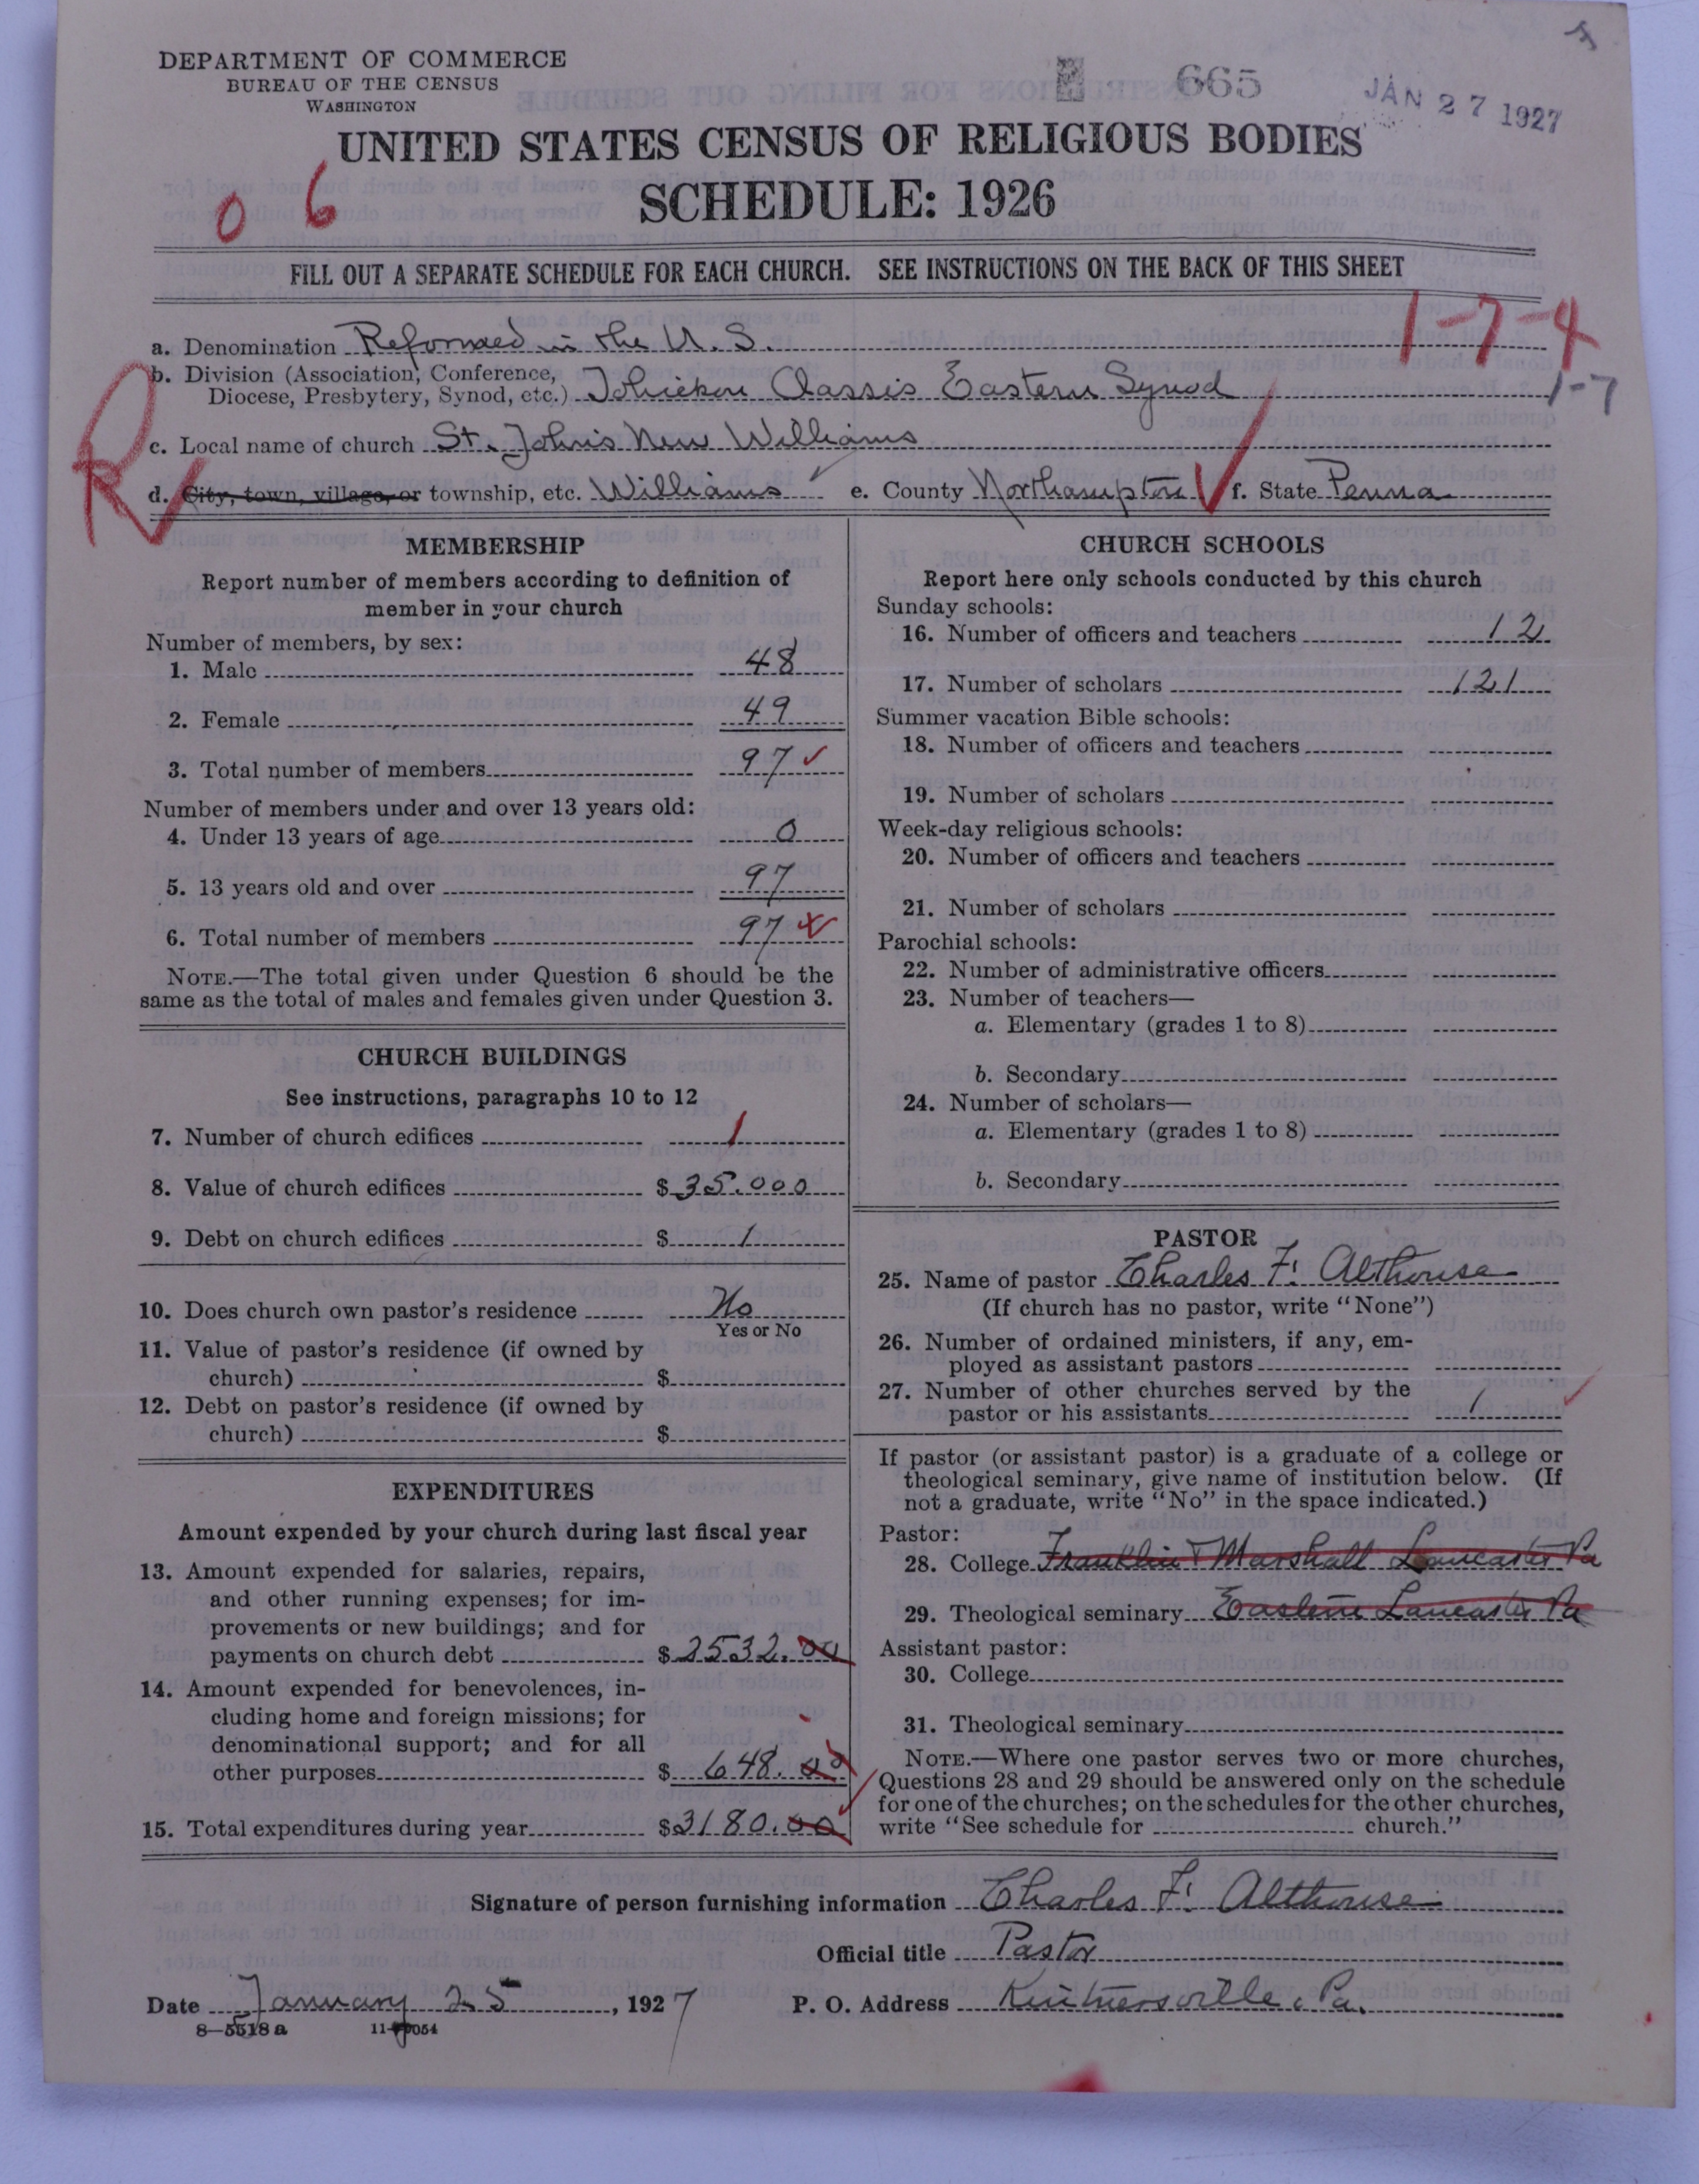 DEPARTMENT OF COMMERCE
BUREAU OF THE CENSUS
WASHINGTON
665
JAN 27 1927
UNITED STATES CENSUS OF RELIGIOUS BODIES
SCHEDULE: 1926
0 6
FILL OUT A SEPARATE SCHEDULE FOR EACH CHURCH. SEE INSTRUCTIONS ON THE BACK OF THIS SHEET
1-7-4
a. Denomination Reformed in the U. S.
b. Division (Association, Conference,
Diocese, Presbytery, Synod, etc.) Tohickon Classis Eastern Synod
1-7
R
c. Local name of church St. John's New Williams
d. City, town, village, or township, etc. Williams e. County Northampton f. State Penna
MEMBERSHIP
Report number of members according to definition of
member in your church
Number of members, by sex:
1. Male 48
2. Female 49
3. Total number of members 97
Number of members under and over 13 years old:
4. Under 13 years of age 0
5. 13 years old and over 97
6. Total number of members 97
NOTE.—The total given under Question 6 should be the
same as the total of males and females given under Question 3.
CHURCH BUILDINGS
See instructions, paragraphs 10 to 12
7. Number of church edifices 1
8. Value of church edifices $ 35.000
9. Debt on church edifices $ /
10. Does church own pastor's residence No
Yes or No
11. Value of pastor's residence (if owned by
church) $
12. Debt on pastor's residence (if owned by
church) $
EXPENDITURES
Amount expended by your church during last fiscal year
13. Amount expended for salaries, repairs,
and other running expenses; for im-
provements or new buildings; and for
payments on church debt $ 2532.00
14. Amount expended for benevolences, in-
cluding home and foreign missions; for
denominational support; and for all
other purposes $ 648.00
15. Total expenditures during year $ 3180.00
CHURCH SCHOOLS
Report here only schools conducted by this church
Sunday schools:
16. Number of officers and teachers 12
17. Number of scholars 121
Summer vacation Bible schools:
18. Number of officers and teachers
19. Number of scholars
Week-day religious schools:
20. Number of officers and teachers
21. Number of scholars
Parochial schools:
22. Number of administrative officers
23. Number of teachers—
a. Elementary (grades 1 to 8)
b. Secondary
24. Number of scholars—
a. Elementary (grades 1 to 8)
b. Secondary
PASTOR
25. Name of pastor Charles F. Althouse
(If church has no pastor, write "None")
26. Number of ordained ministers, if any, em-
ployed as assistant pastors
27. Number of other churches served by the
pastor or his assistants 1
If pastor (or assistant pastor) is a graduate of a college or
theological seminary, give name of institution below. (If
not a graduate, write "No" in the space indicated.)
Pastor:
28. College Franklin & Marshall Lancaster Pa
29. Theological seminary Eastern Lancaster Pa
Assistant pastor:
30. College
31. Theological seminary
NOTE.—Where one pastor serves two or more churches,
Questions 28 and 29 should be answered only on the schedule
for one of the churches; on the schedules for the other churches,
write "See schedule for church."
Signature of person furnishing information Charles F. Althouse
Official title Pastor
Date January 25, 1927 P. O. Address Kintnersville, Pa.
8—5518 a